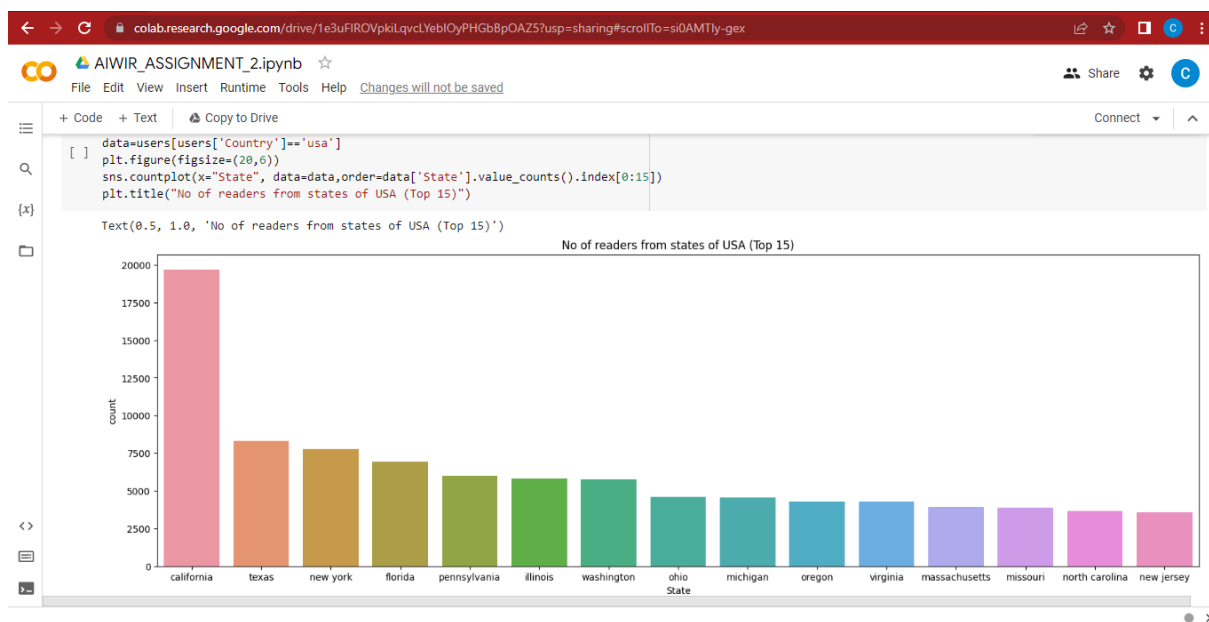 colab.research.google.com/drive/1e3uFIROVpkiLqvcLYeblOyPHGbBpOAZ5?usp=sharing#scrollTo=si0AMTIy-gex
C
CO
AIWIR_ASSIGNMENT_2.ipynb
Share
C
File Edit View Insert Runtime Tools Help Changes will not be saved
+ Code + Text Copy to Drive Connect
{x}
[ ]
data=users[users['Country']=='usa']
plt.figure(figsize=(20,6))
sns.countplot(x="State", data=data,order=data['State'].value_counts().index[0:15])
plt.title("No of readers from states of USA (Top 15)")
Text(0.5, 1.0, 'No of readers from states of USA (Top 15)')
No of readers from states of USA (Top 15)
20000
17500
15000
12500
10000
7500
5000
2500
0
count
california texas new york florida pennsylvania illinois washington ohio michigan oregon virginia massachusetts missouri north carolina new jersey
State